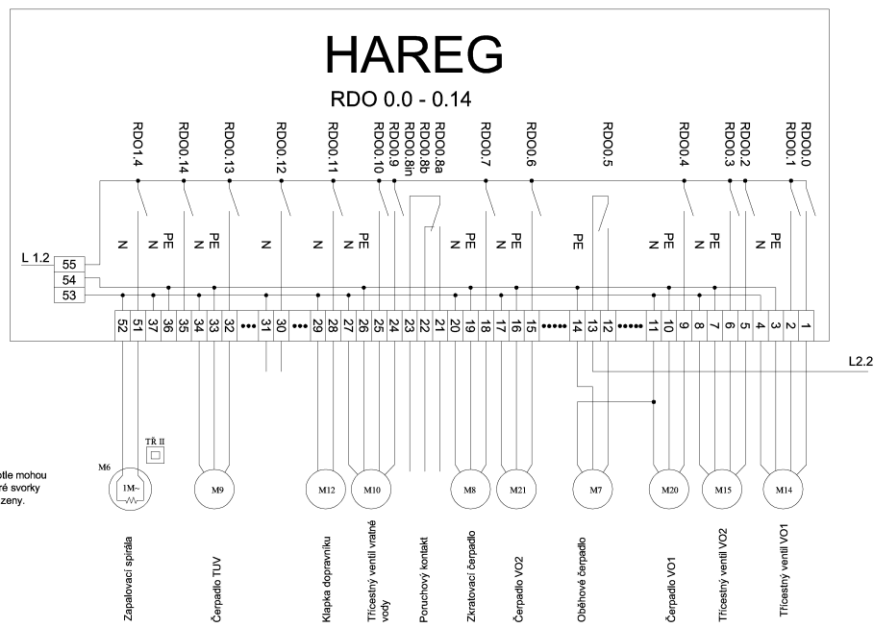 HAREG
RDO 0.0 - 0.14
RDO1.4
RDO0.14
RDO0.13
RDO0.12
RDO0.11
RDO0.10
RDO0.9
RDO0.8in
RDO0.8b
RDO0.8a
RDO0.7
RDO0.6
RDO0.5
RDO0.4
RDO0.3
RDO0.2
RDO0.1
RDO0.0
N N PE N PE N N N PE N PE N PE PE N PE N PE N PE
L 1.2
55
54
53
52 51 37 36 35 34 33 32 31 30 29 28 27 26 25 24 23 22 21 20 19 18 17 16 15 14 13 12 11 10 9 8 7 6 5 4 3 2 1
L2.2
TŘ II
otle mohou
ré svorky
zeny.
M6
1M~
M9
M12
M10
M8
M21
M7
M20
M15
M14
Zapalovací spirála
Čerpadlo TUV
Klapka dopravníku
Třícestný ventil vratné
vody
Poruchový kontakt
Zkratovací čerpadlo
Čerpadlo VO2
Oběhové čerpadlo
Čerpadlo VO1
Třícestný ventil VO2
Třícestný ventil VO1